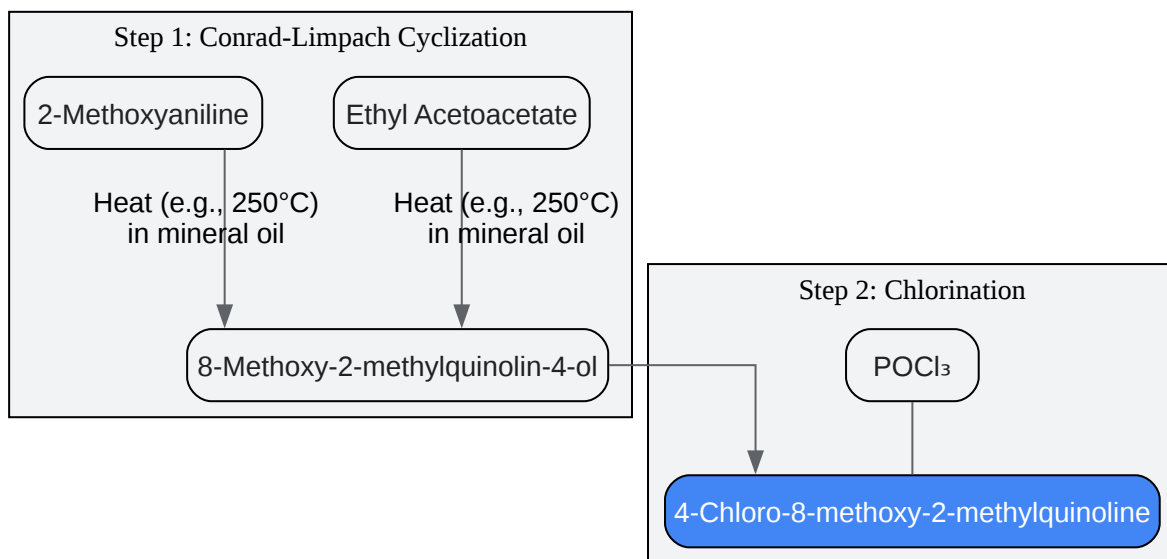 Step 1: Conrad-Limpach Cyclization
2-Methoxyaniline
Ethyl Acetoacetate
Heat (e.g., 250°C)
in mineral oil
Heat (e.g., 250°C)
in mineral oil
8-Methoxy-2-methylquinolin-4-ol
Step 2: Chlorination
POCl₃
4-Chloro-8-methoxy-2-methylquinoline